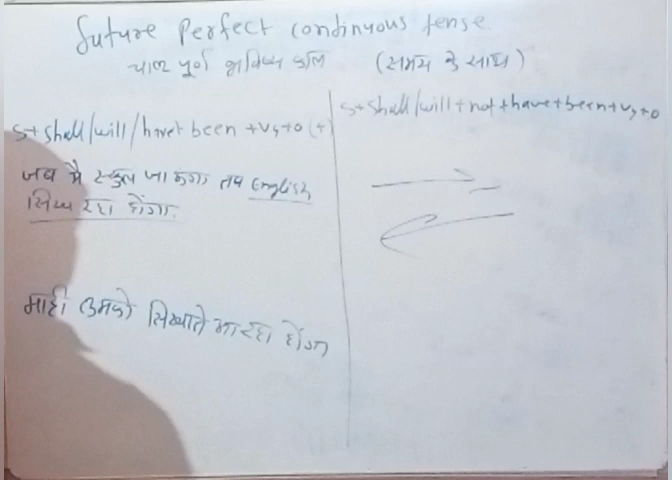 future Perfect continuous tense
चालू पूर्ण भविष्य काल (समय के साथ)
S+shall/will/have+been+V4+O (+)
S+shall/will+not+have+been+V4+O
जब मैं स्कूल जाऊगा तब English
सिख रहा होंगा.
माही उमको सिखाते आ रहा होंगा